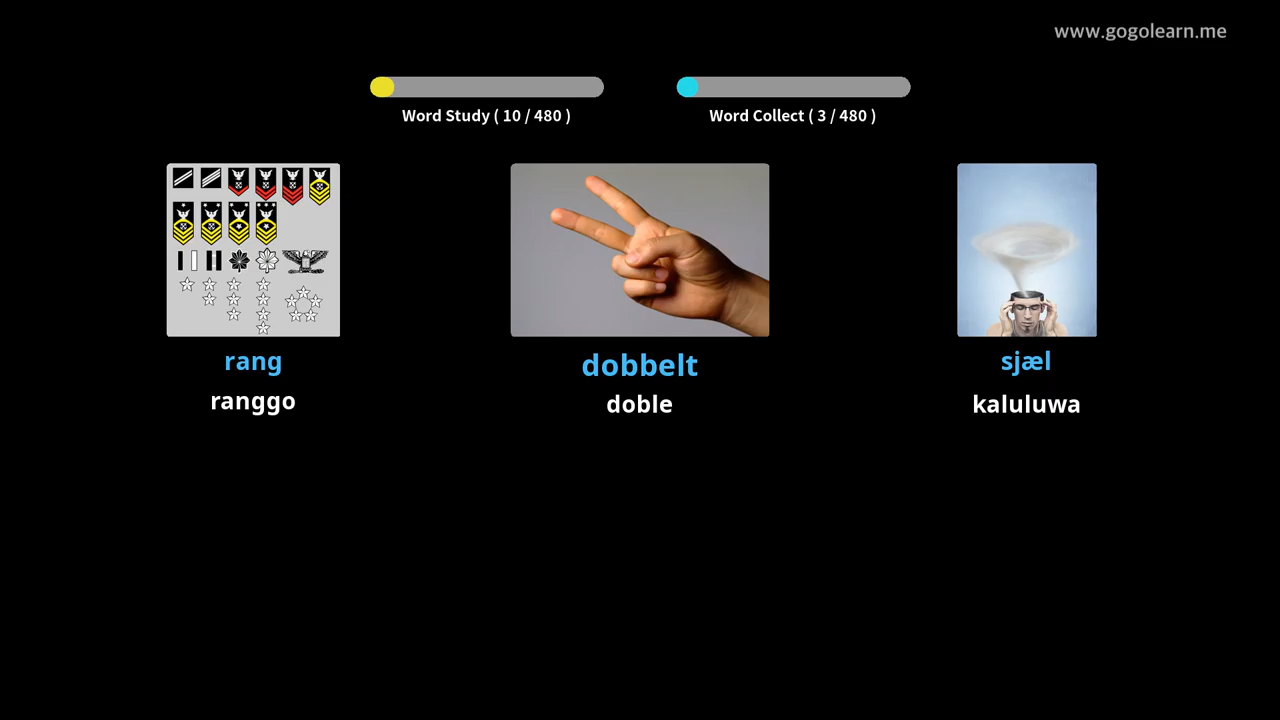 www.gogolearn.me
Word Study ( 10 / 480 )
Word Collect ( 3 / 480 )
rang
dobbelt
sjæl
ranggo
doble
kaluluwa